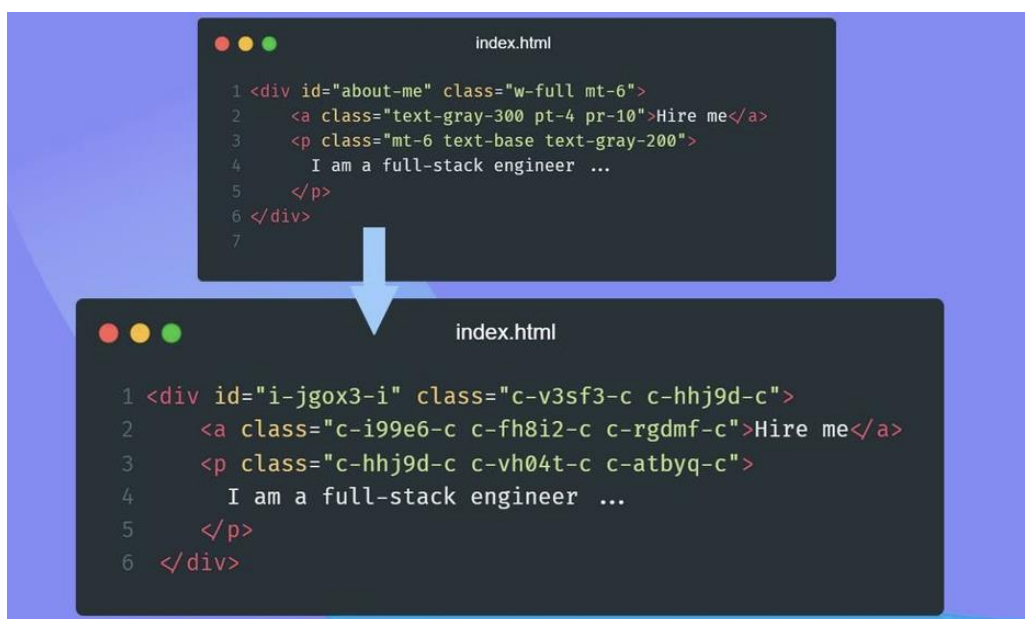 index.html
1 <div id="about-me" class="w-full mt-6">
2 <a class="text-gray-300 pt-4 pr-10">Hire me</a>
3 <p class="mt-6 text-base text-gray-200">
4 I am a full-stack engineer ...
5 </p>
6 </div>
7
index.html
1 <div id="i-jgox3-i" class="c-v3sf3-c c-hhj9d-c">
2 <a class="c-i99e6-c c-fh8i2-c c-rgdmf-c">Hire me</a>
3 <p class="c-hhj9d-c c-vh04t-c c-atbyq-c">
4 I am a full-stack engineer ...
5 </p>
6 </div>